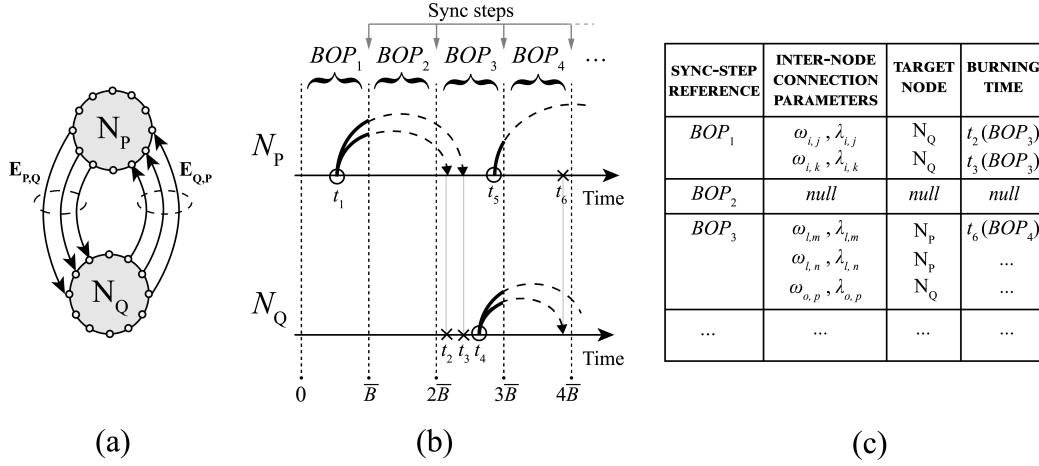 N_P
E_P,Q
E_Q,P
N_Q
(a)
Sync steps
BOP_1 BOP_2 BOP_3 BOP_4 ...
N_P
t_1 t_5 t_6 Time
N_Q
t_2 t_3 t_4 Time
0 B̅ 2B̅ 3B̅ 4B̅
(b)
SYNC-STEP REFERENCE
INTER-NODE CONNECTION PARAMETERS
TARGET NODE
BURNING TIME
BOP_1 ω_i,j , λ_i,j N_Q t_2(BOP_3)
ω_i,k , λ_i,k N_Q t_3(BOP_3)
BOP_2 null null null
BOP_3 ω_l,m , λ_l,m N_P t_6(BOP_4)
ω_l,n , λ_l,n N_P ...
ω_o,p , λ_o,p N_Q ...
... ... ... ...
(c)